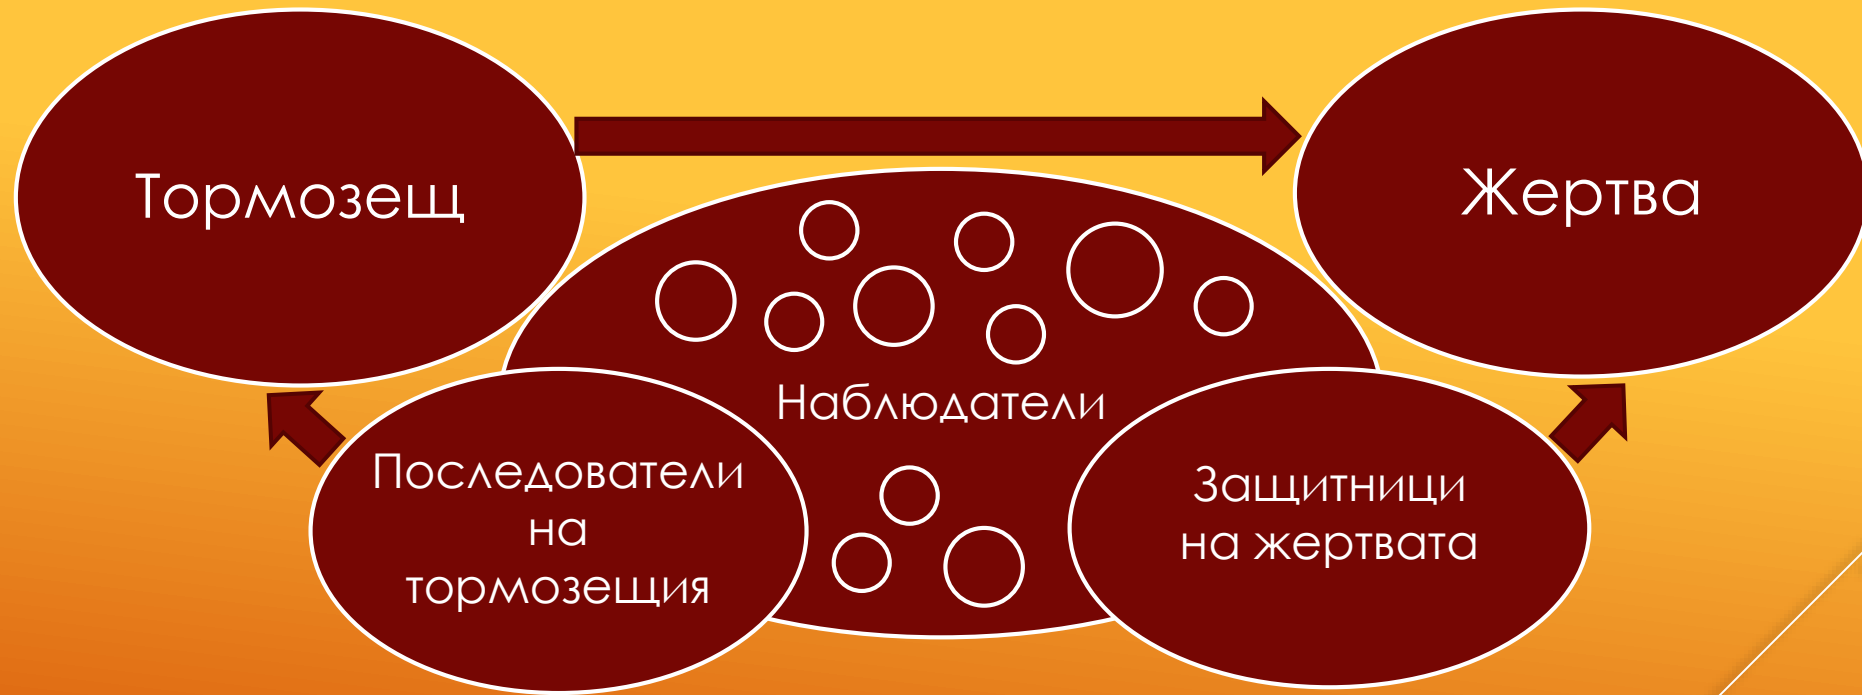 Тормозещ
Жертва
Наблюдатели
Последователи
на
тормозещия
Защитници
на жертвата